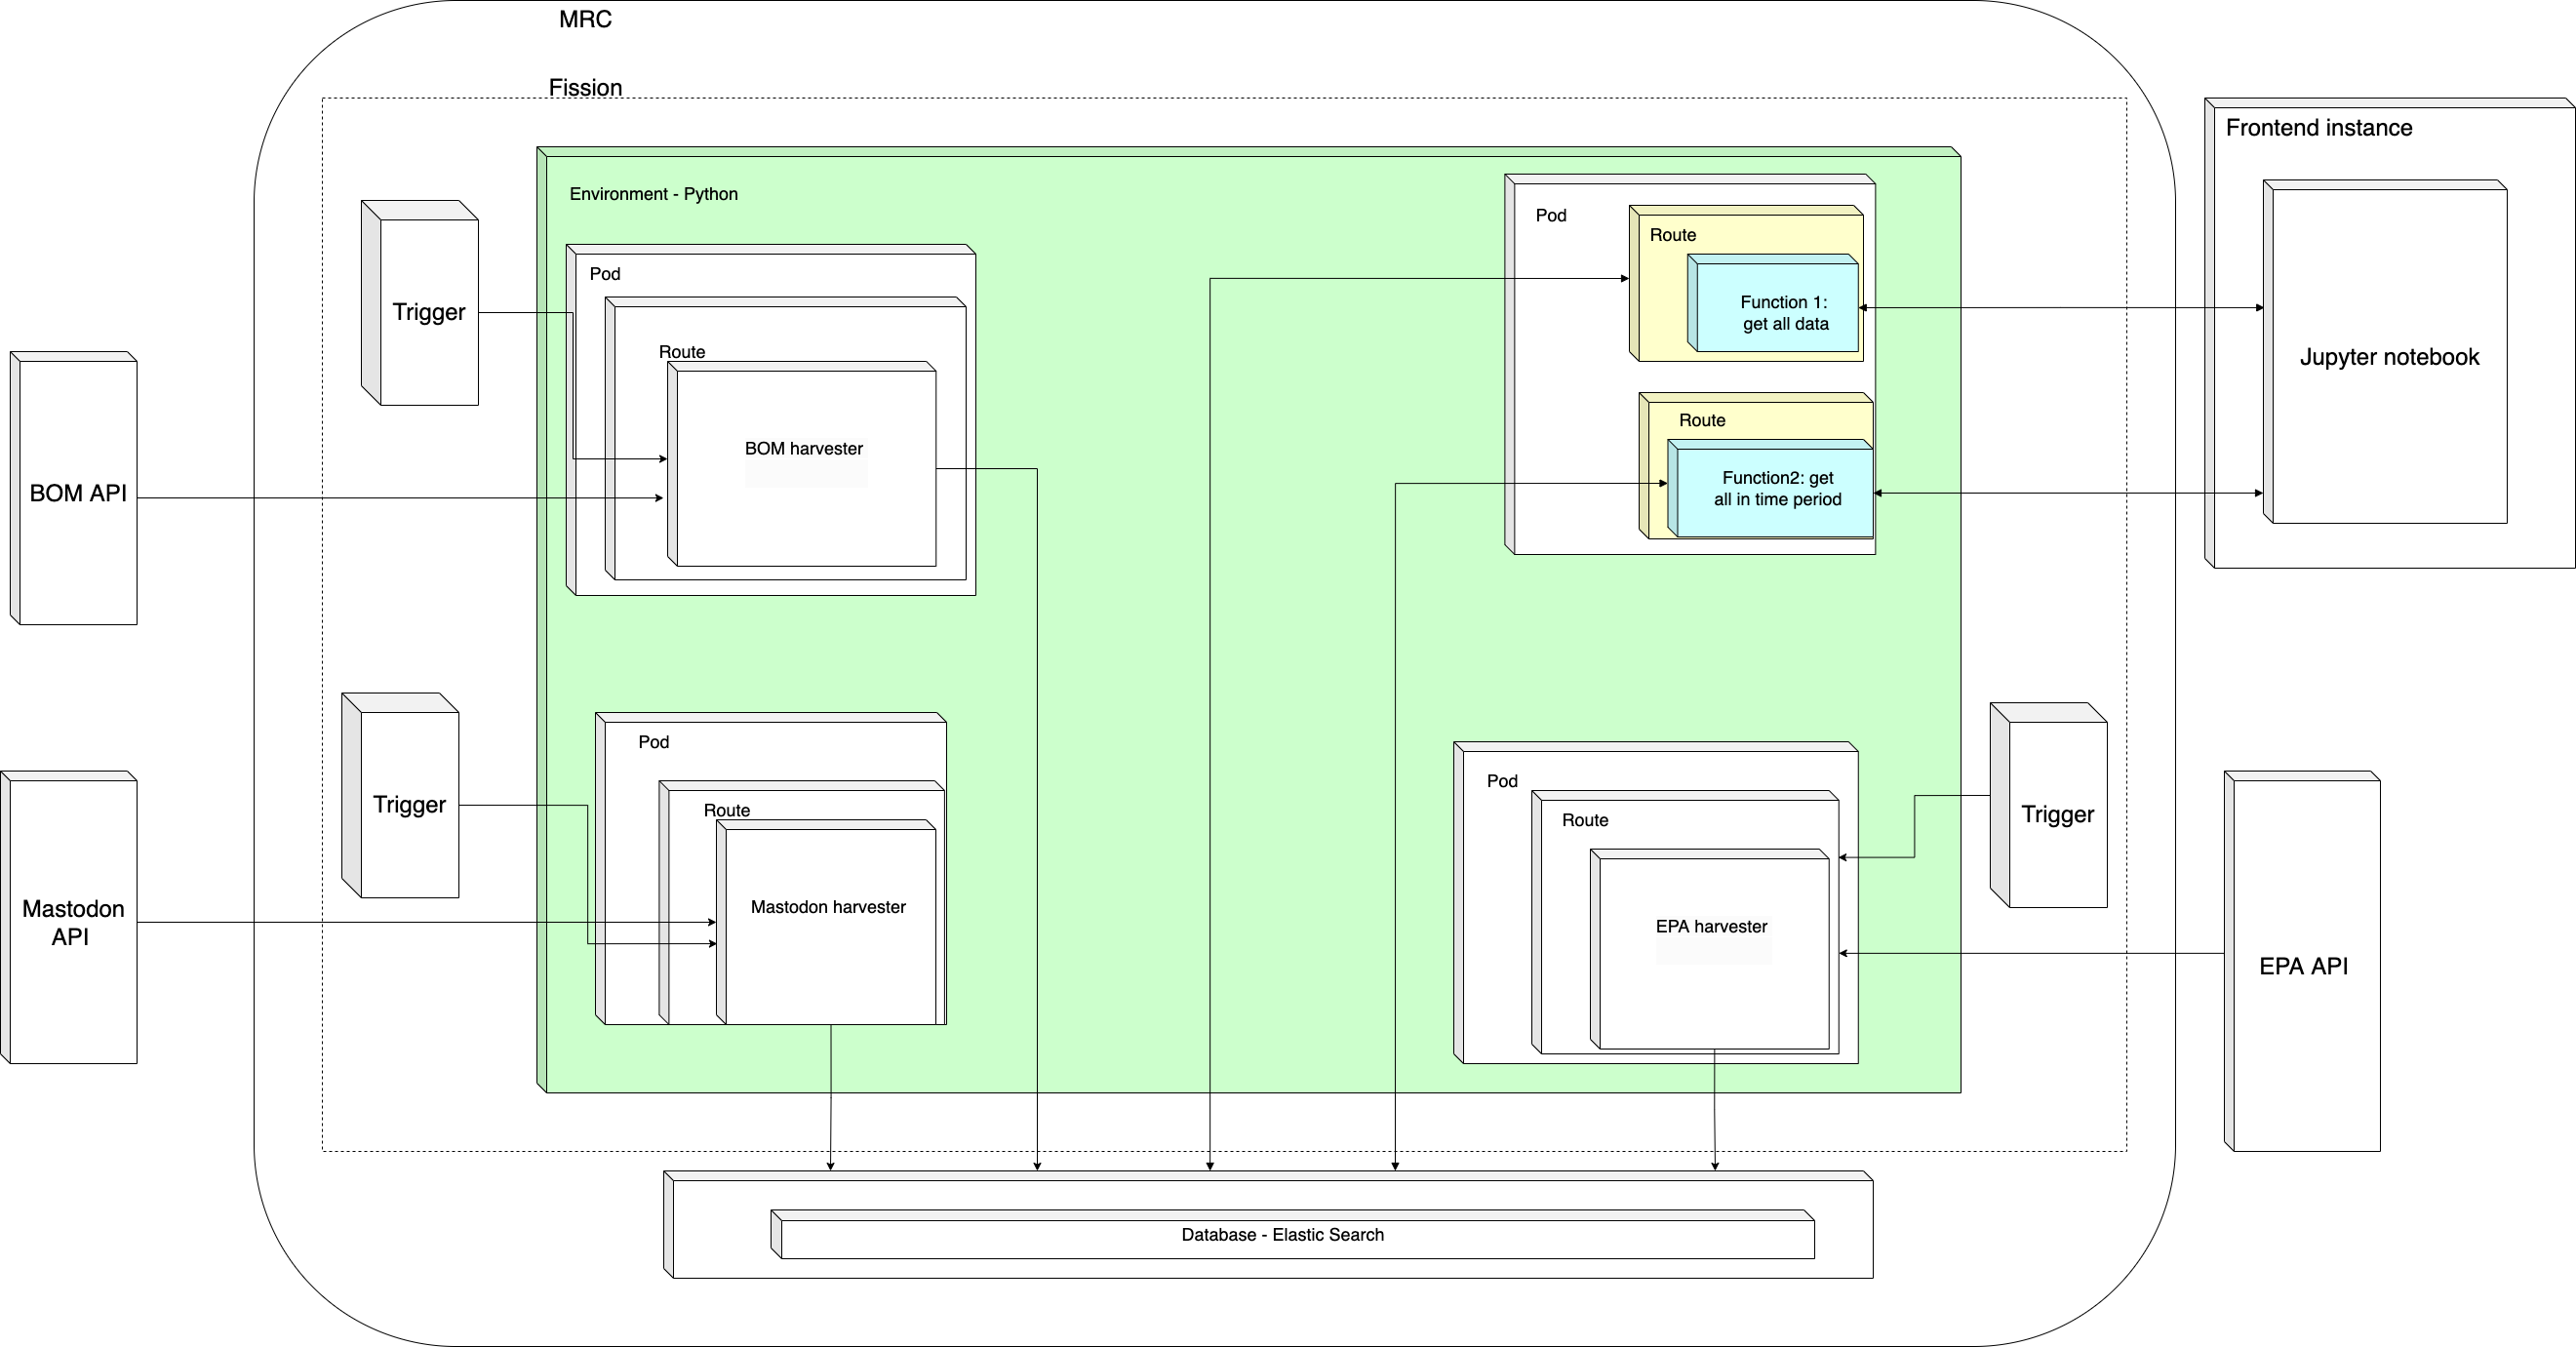 MRC
Fission
Frontend instance
Environment - Python
Pod
Route
Function 1:
get all data
Pod
Trigger
Route
Jupyter notebook
Route
BOM harvester
Function2: get
all in time period
BOM API
Pod
Pod
Trigger
Route
Route
Trigger
Mastodon harvester
Mastodon
API
EPA harvester
EPA API
Database - Elastic Search